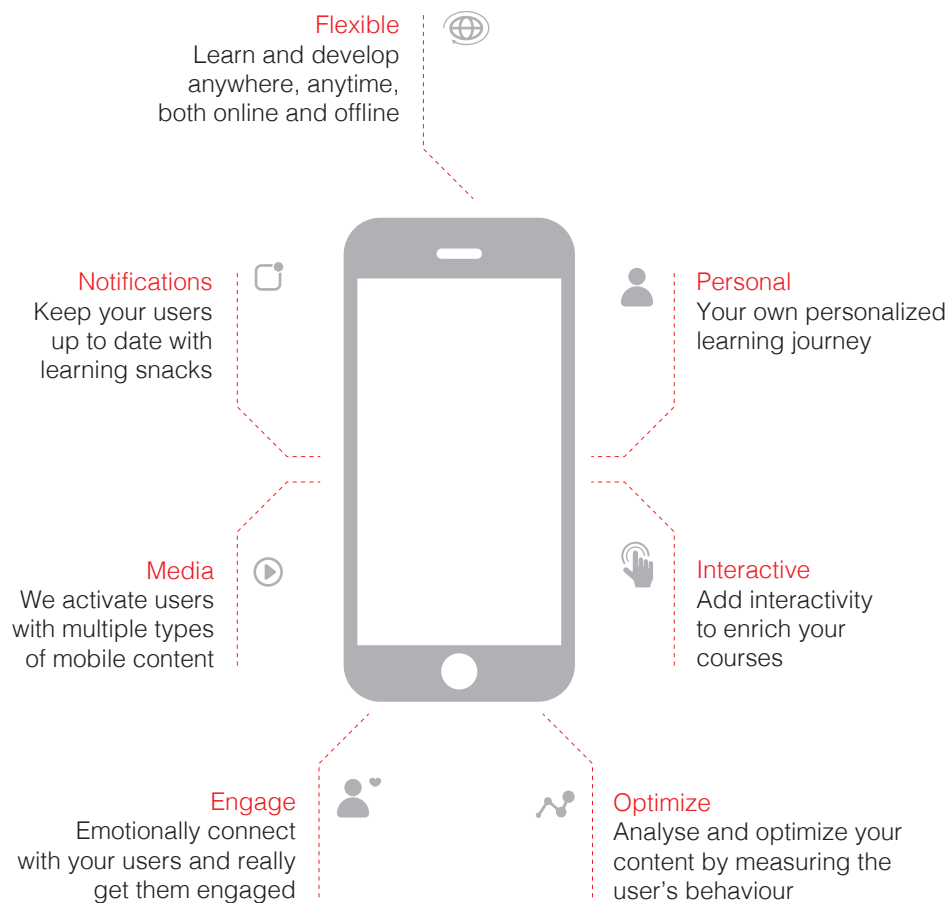 Flexible
Learn and develop
anywhere, anytime,
both online and offline
Notifications
Keep your users
up to date with
learning snacks
Personal
Your own personalized
learning journey
Media
We activate users
with multiple types
of mobile content
Interactive
Add interactivity
to enrich your
courses
Engage
Emotionally connect
with your users and really
get them engaged
Optimize
Analyse and optimize your
content by measuring the
user's behaviour